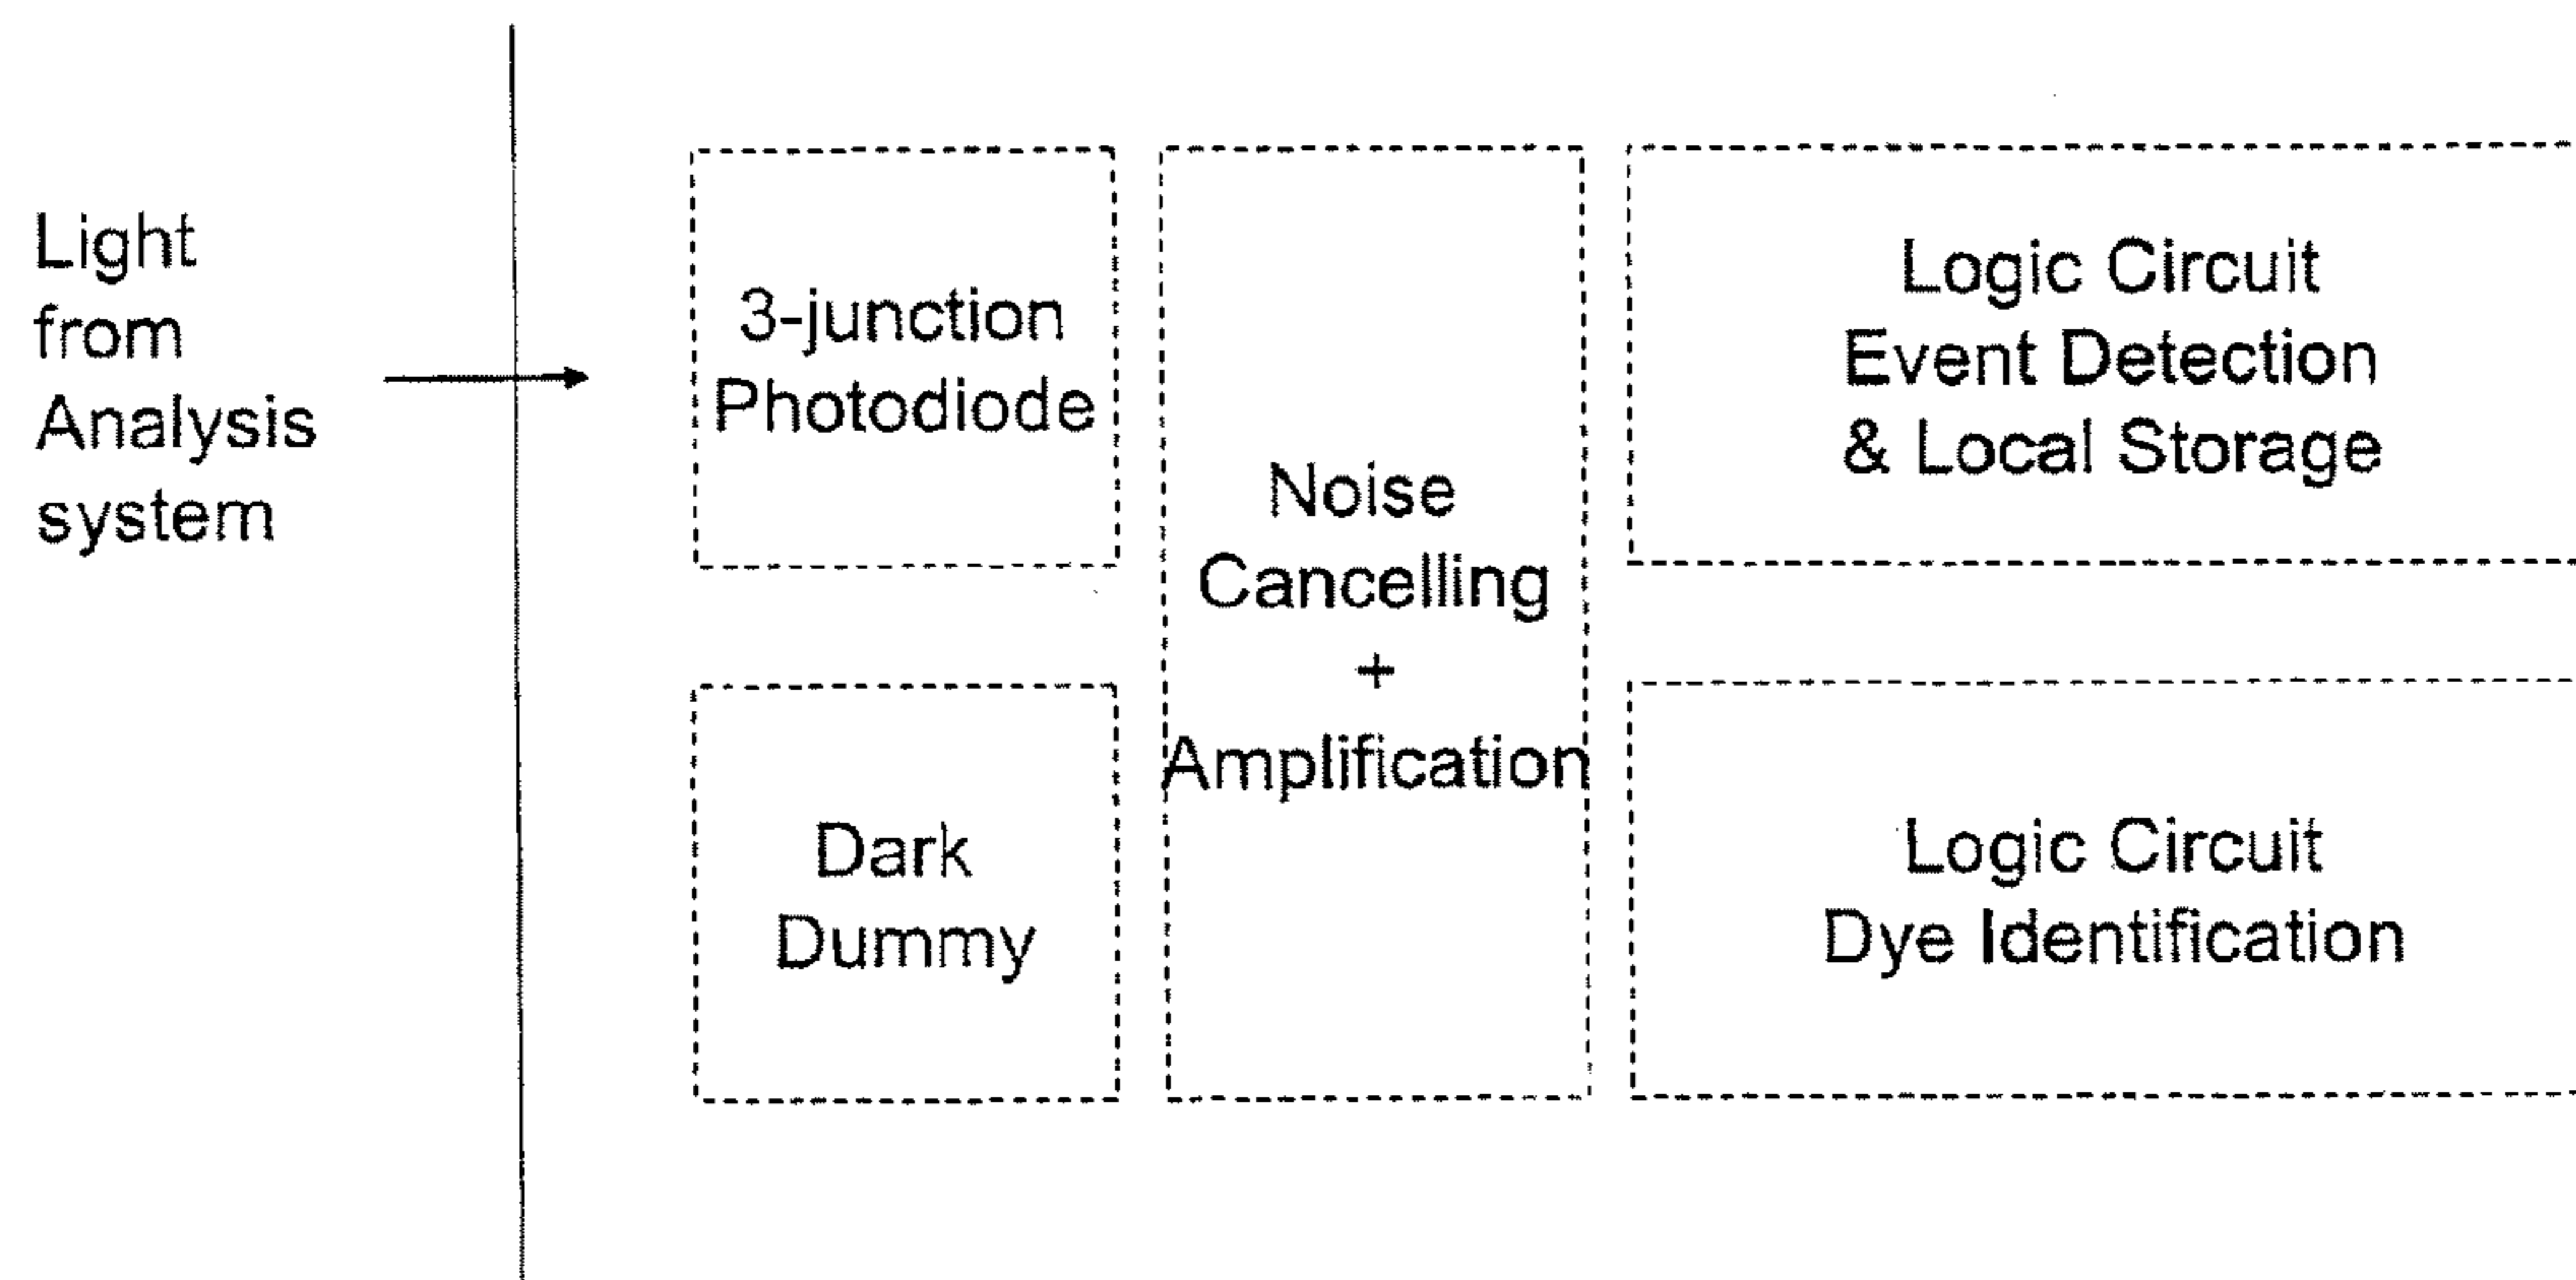 Light
from
Analysis
system
3-junction
Photodiode
Dark
Dummy
Noise
Cancelling
+
Amplification
Logic Circuit
Event Detection
& Local Storage
Logic Circuit
Dye Identification